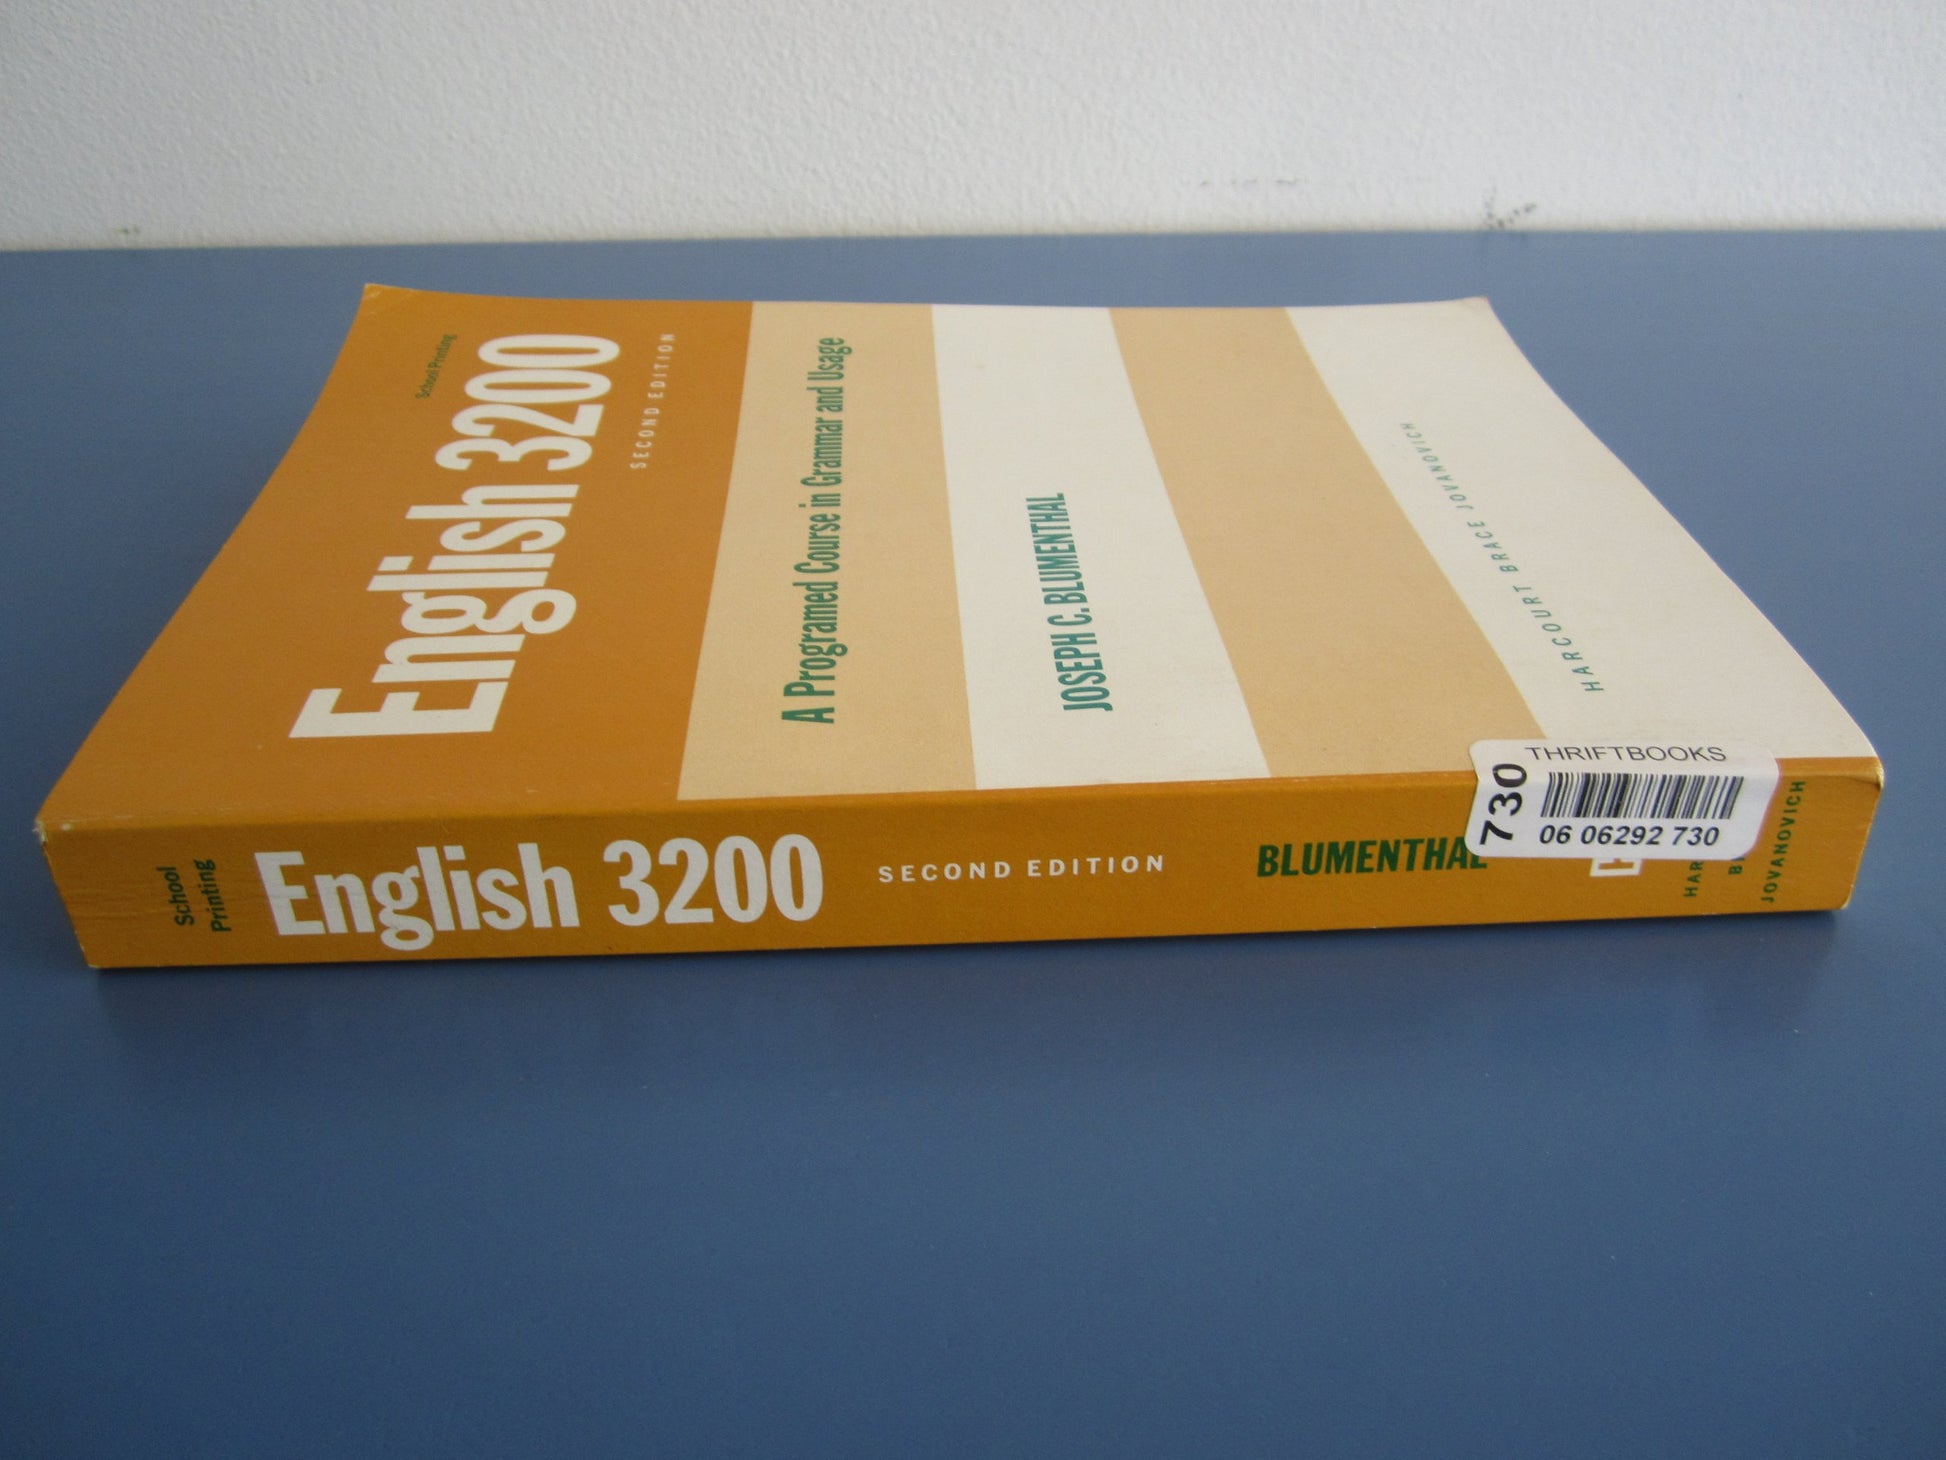 School Printing
English 3200
SECOND EDITION
A Programed Course in Grammar and Usage
JOSEPH C. BLUMENTHAL
HARCOURT BRACE JOVANOVICH
School
Printing
English 3200
SECOND EDITION
BLUMENTHAL
JOVANOVICH
730
THRIFTBOOKS
06 06292 730